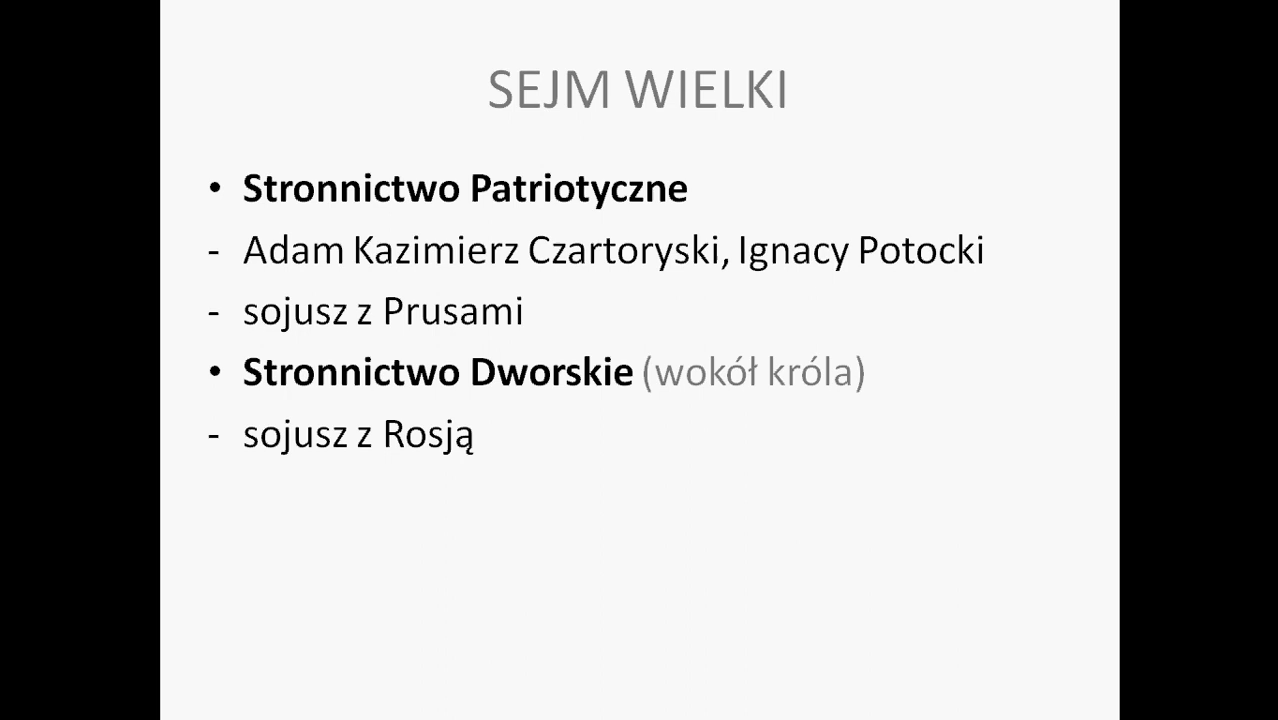 SEJM WIELKI
• Stronnictwo Patriotyczne
- Adam Kazimierz Czartoryski, Ignacy Potocki
- sojusz z Prusami
• Stronnictwo Dworskie (wokół króla)
- sojusz z Rosją